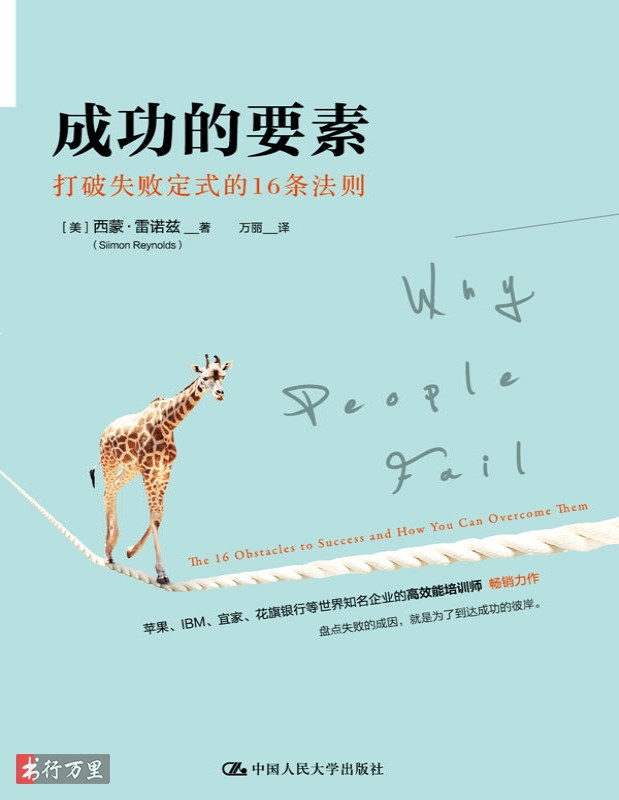 成功的要素
打破失败定式的16条法则
［美］西蒙·雷诺兹__著 万丽__译
（Siimon Reynolds）
Why
People
Fail
The 16 Obstacles to Success and How You Can Overcome Them
苹果、IBM、宜家、花旗银行等世界知名企业的高效能培训师 畅销力作
盘点失败的成因，就是为了到达成功的彼岸。
书行万里
中国人民大学出版社